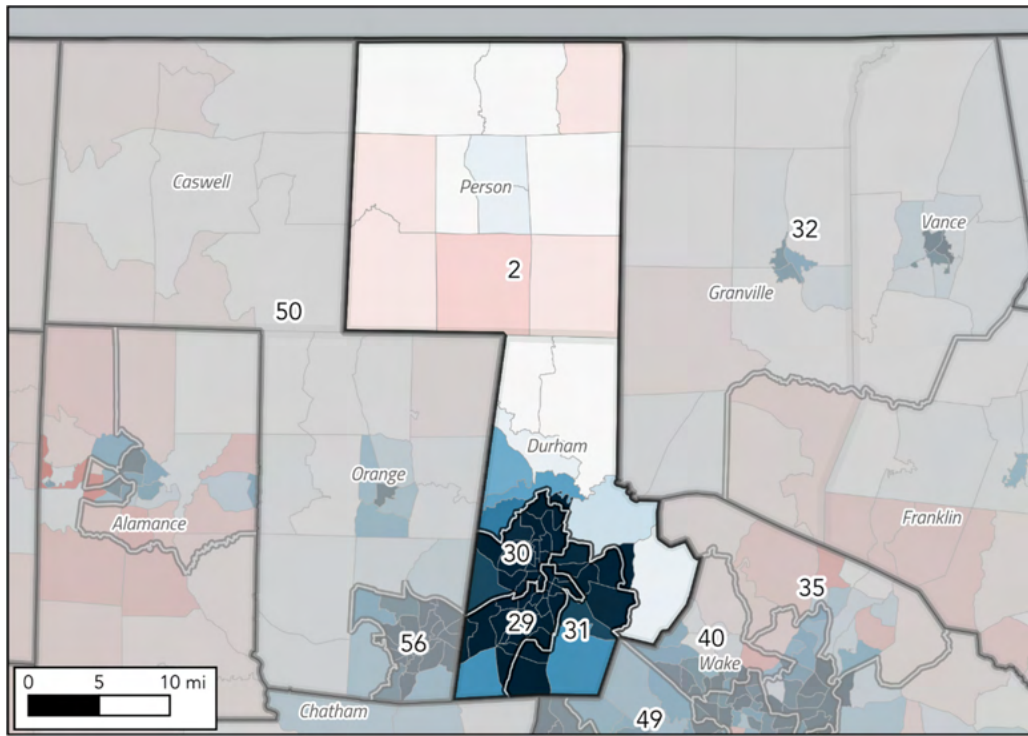 Caswell
Person
Vance
32
2
Granville
50
Durham
Orange
Alamance
Franklin
30
35
29
31
56
40
Wake
0 5 10 mi
Chatham
49